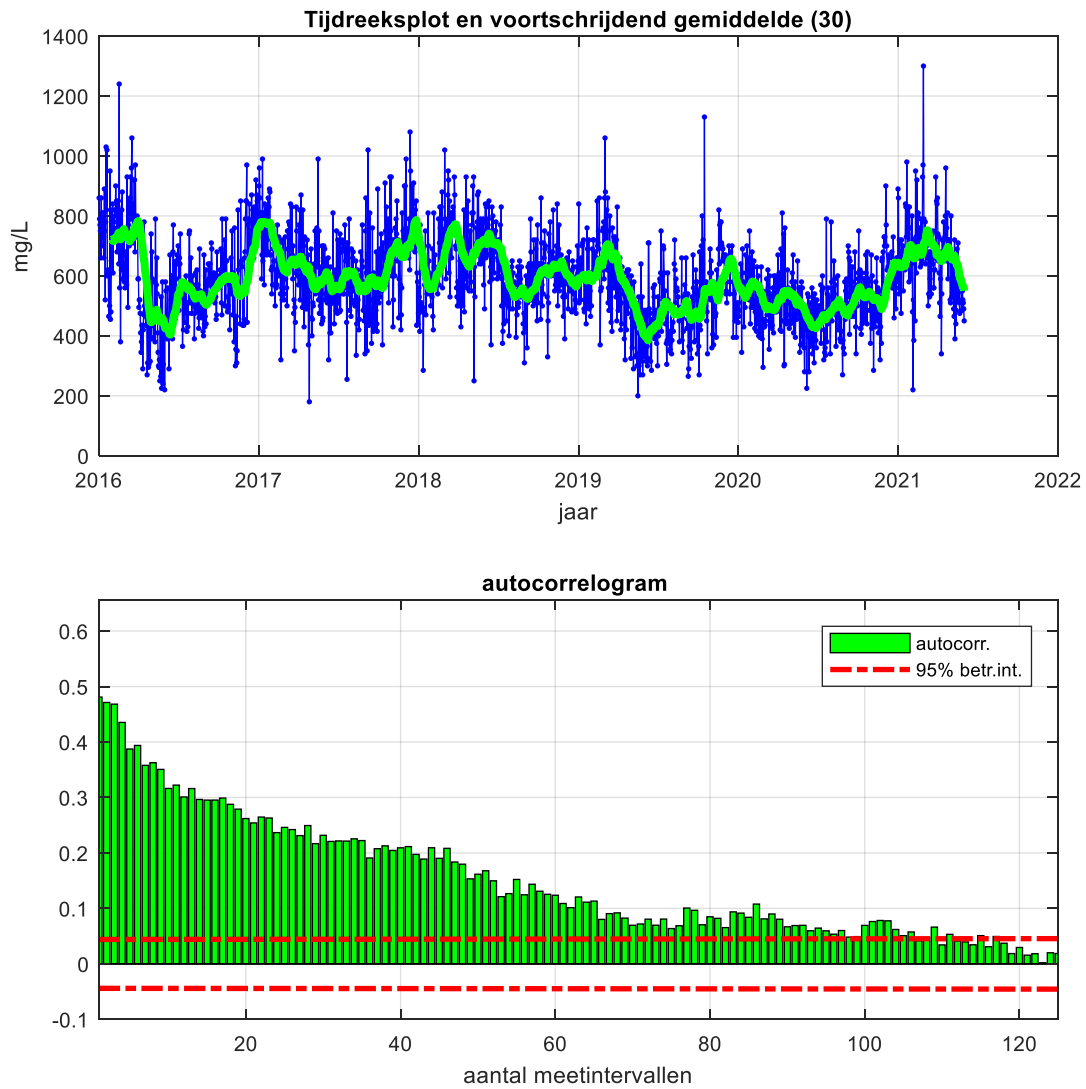 Tijdreeksplot en voortschrijdend gemiddelde (30)
1400
1200
1000
800
600
400
200
0
mg/L
2016 2017 2018 2019 2020 2021 2022
jaar
autocorrelogram
0.6
0.5
0.4
0.3
0.2
0.1
0
-0.1
autocorr.
95% betr.int.
20 40 60 80 100 120
aantal meetintervallen